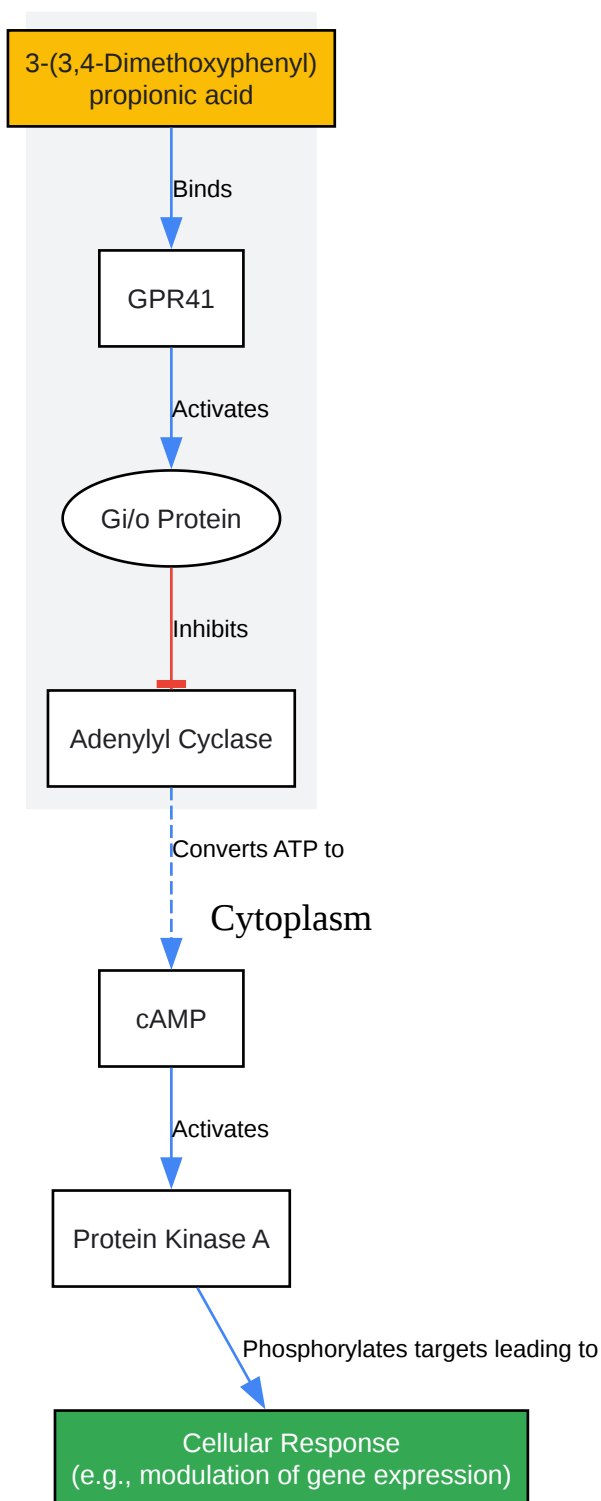 3-(3,4-Dimethoxyphenyl)
propionic acid
Binds
GPR41
Activates
Gi/o Protein
Inhibits
Adenylyl Cyclase
Converts ATP to
Cytoplasm
cAMP
Activates
Protein Kinase A
Phosphorylates targets leading to
Cellular Response
(e.g., modulation of gene expression)